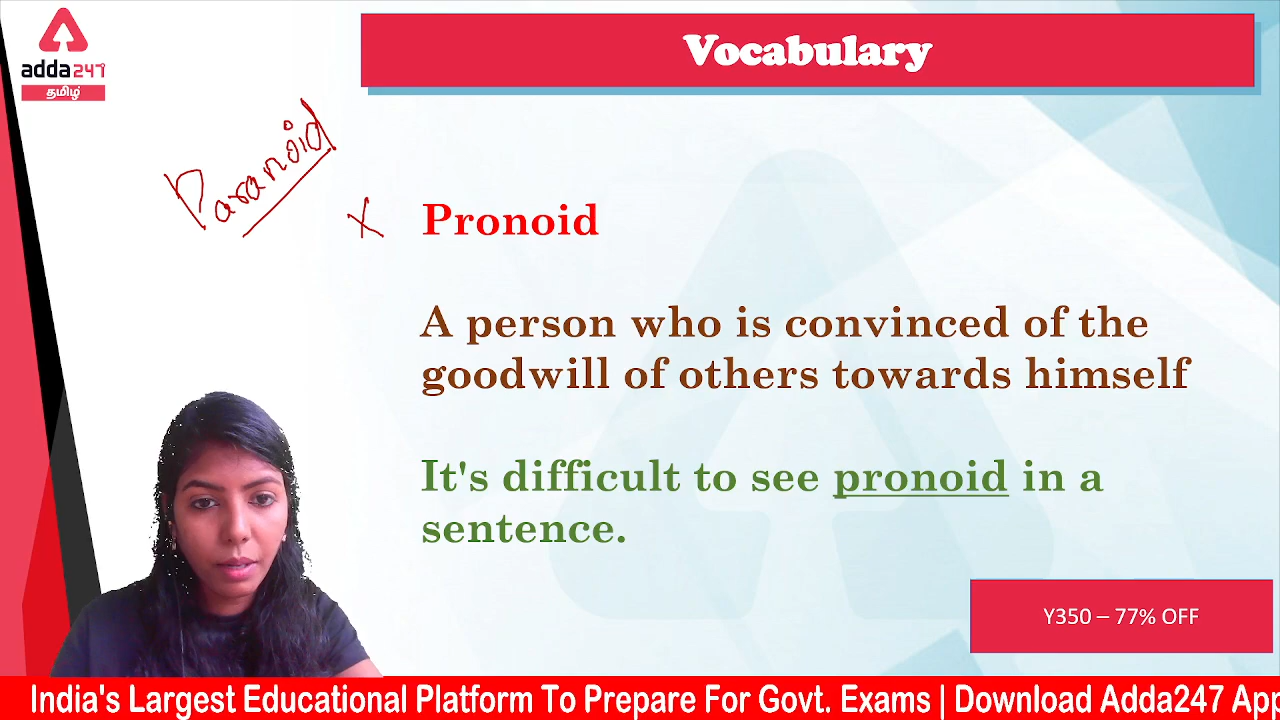 adda247
தமிழ்
Vocabulary
Paranoid
X
Pronoid
A person who is convinced of the
goodwill of others towards himself
It's difficult to see pronoid in a
sentence.
Y350 – 77% OFF
India's Largest Educational Platform To Prepare For Govt. Exams | Download Adda247 App